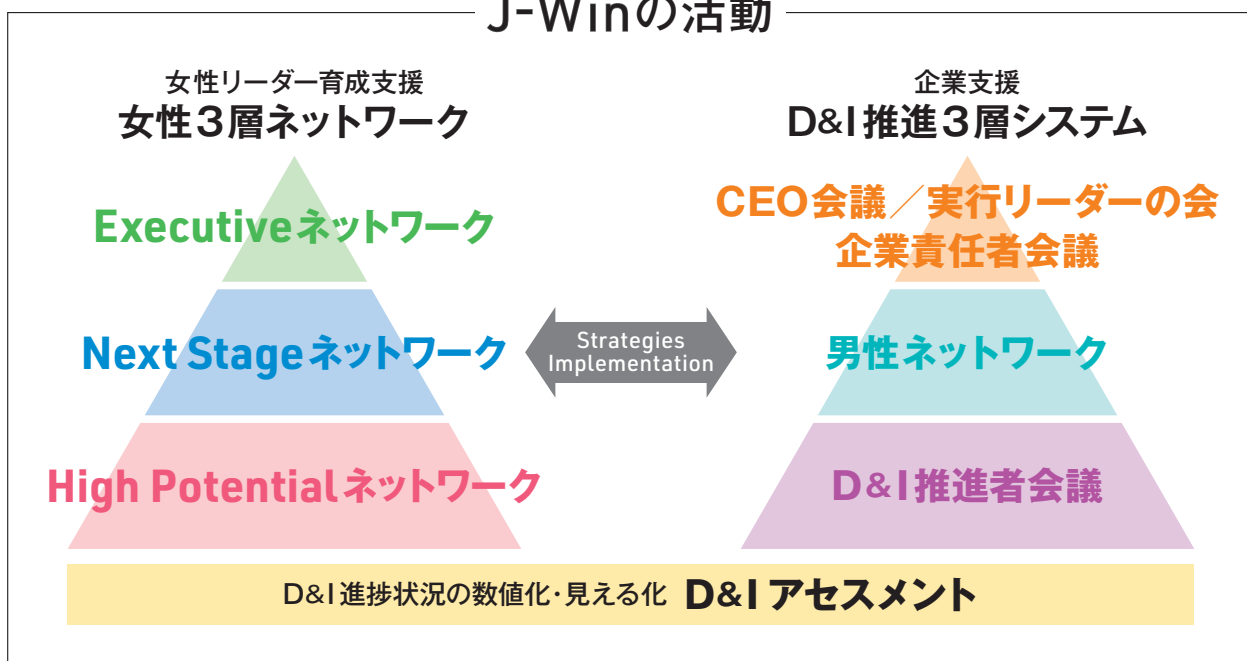 J-Winの活動
女性リーダー育成支援
女性3層ネットワーク
Executiveネットワーク
Next Stageネットワーク
High Potentialネットワーク
Strategies
Implementation
企業支援
D&I推進3層システム
CEO会議／実行リーダーの会
企業責任者会議
男性ネットワーク
D&I推進者会議
D&I進捗状況の数値化・見える化 D&Iアセスメント